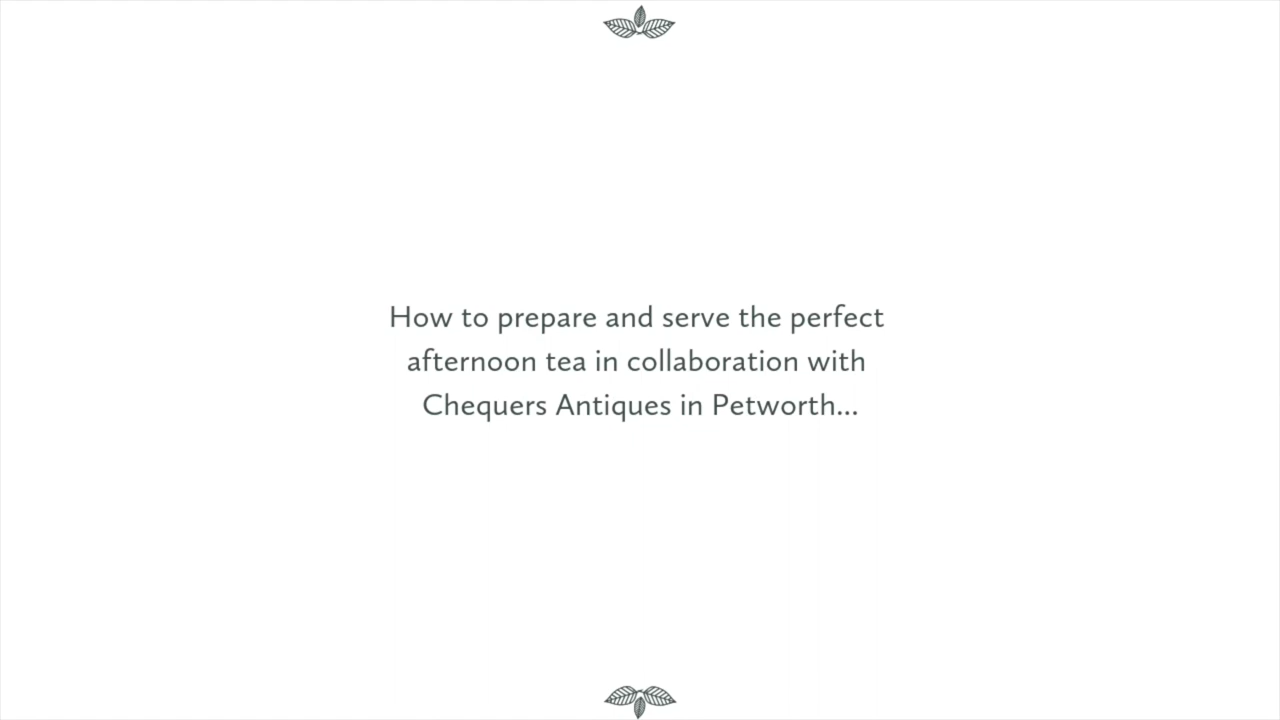 How to prepare and serve the perfect
afternoon tea in collaboration with
Chequers Antiques in Petworth...